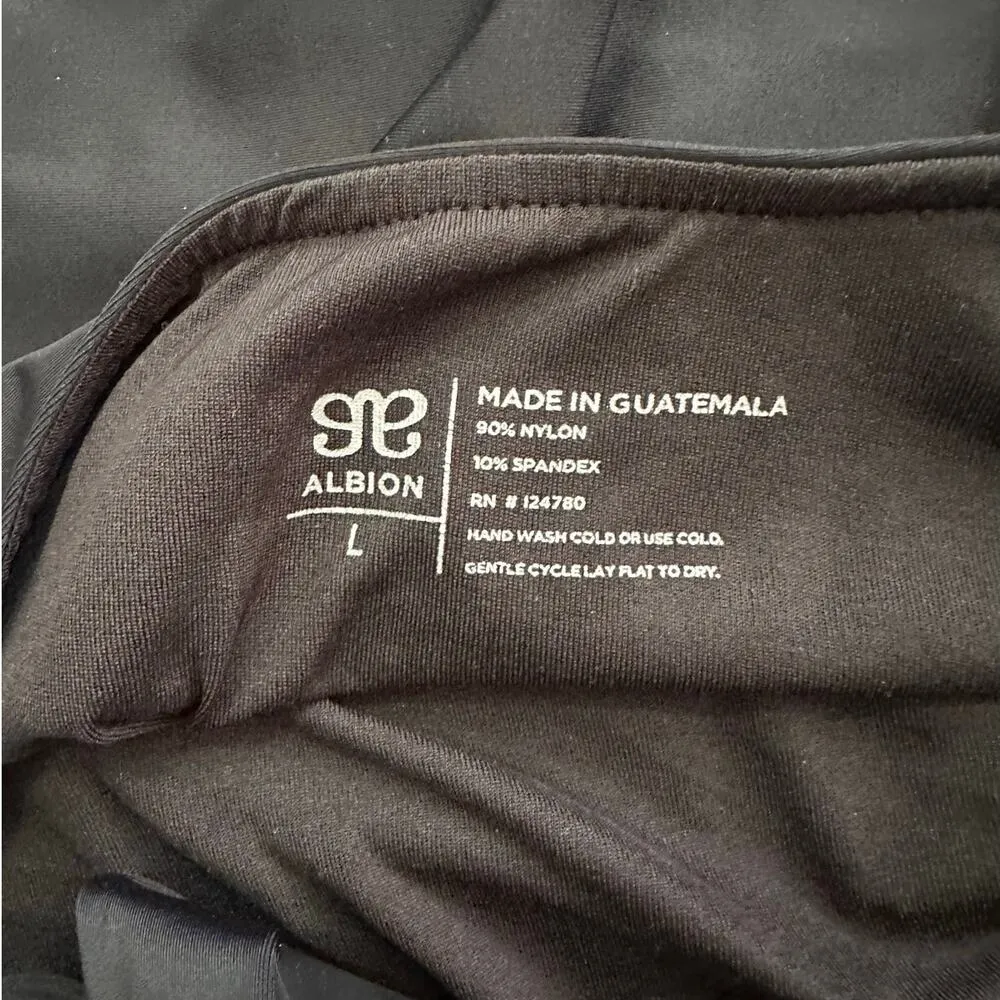 ALBION
L
MADE IN GUATEMALA
90% NYLON
10% SPANDEX
RN # 124780
HAND WASH COLD OR USE COLD.
GENTLE CYCLE LAY FLAT TO DRY.